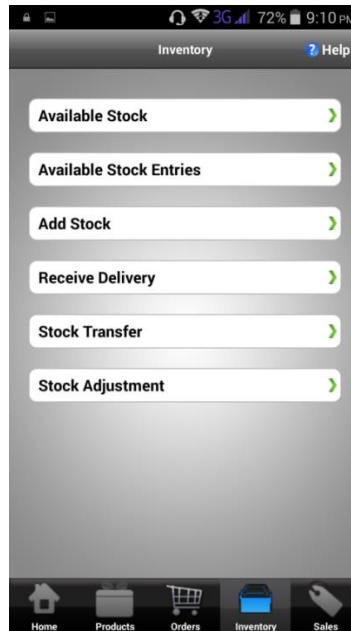 3G 72% 9:10 PM
Inventory ? Help
Available Stock
Available Stock Entries
Add Stock
Receive Delivery
Stock Transfer
Stock Adjustment
Home Products Orders Inventory Sales